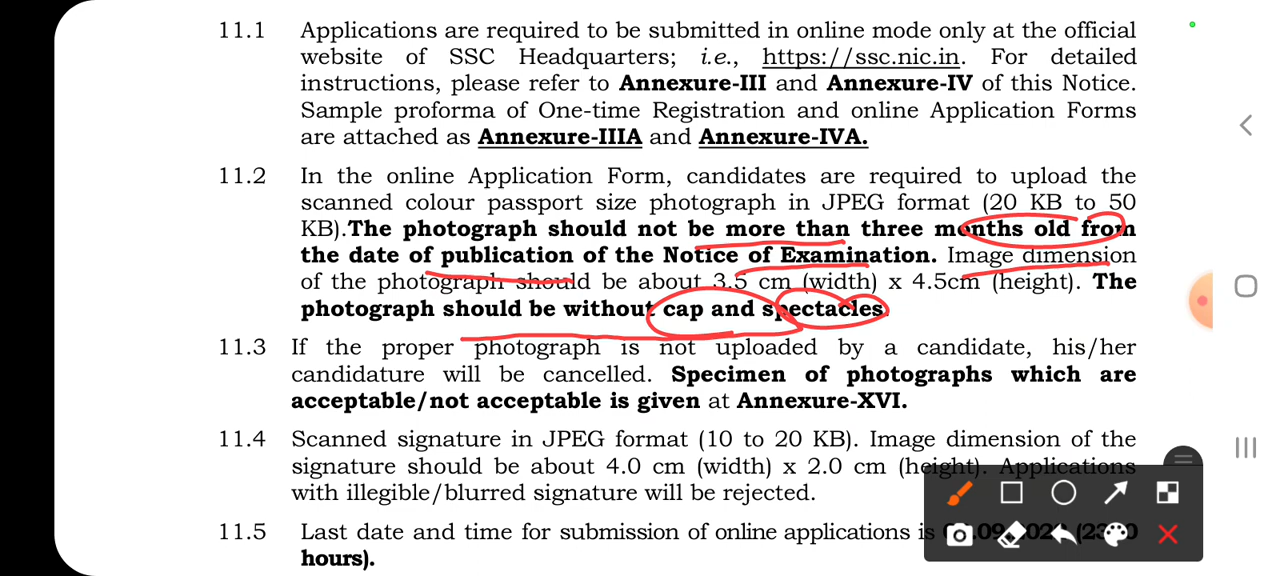 11.1 Applications are required to be submitted in online mode only at the official
website of SSC Headquarters; i.e., https://ssc.nic.in. For detailed
instructions, please refer to Annexure-III and Annexure-IV of this Notice.
Sample proforma of One-time Registration and online Application Forms
are attached as Annexure-IIIA and Annexure-IVA.
11.2 In the online Application Form, candidates are required to upload the
scanned colour passport size photograph in JPEG format (20 KB to 50
KB).The photograph should not be more than three months old from
the date of publication of the Notice of Examination. Image dimension
of the photograph should be about 3.5 cm (width) x 4.5cm (height). The
photograph should be without cap and spectacles.
11.3 If the proper photograph is not uploaded by a candidate, his/her
candidature will be cancelled. Specimen of photographs which are
acceptable/not acceptable is given at Annexure-XVI.
11.4 Scanned signature in JPEG format (10 to 20 KB). Image dimension of the
signature should be about 4.0 cm (width) x 2.0 cm (height). Applications
with illegible/blurred signature will be rejected.
11.5 Last date and time for submission of online applications is
hours).